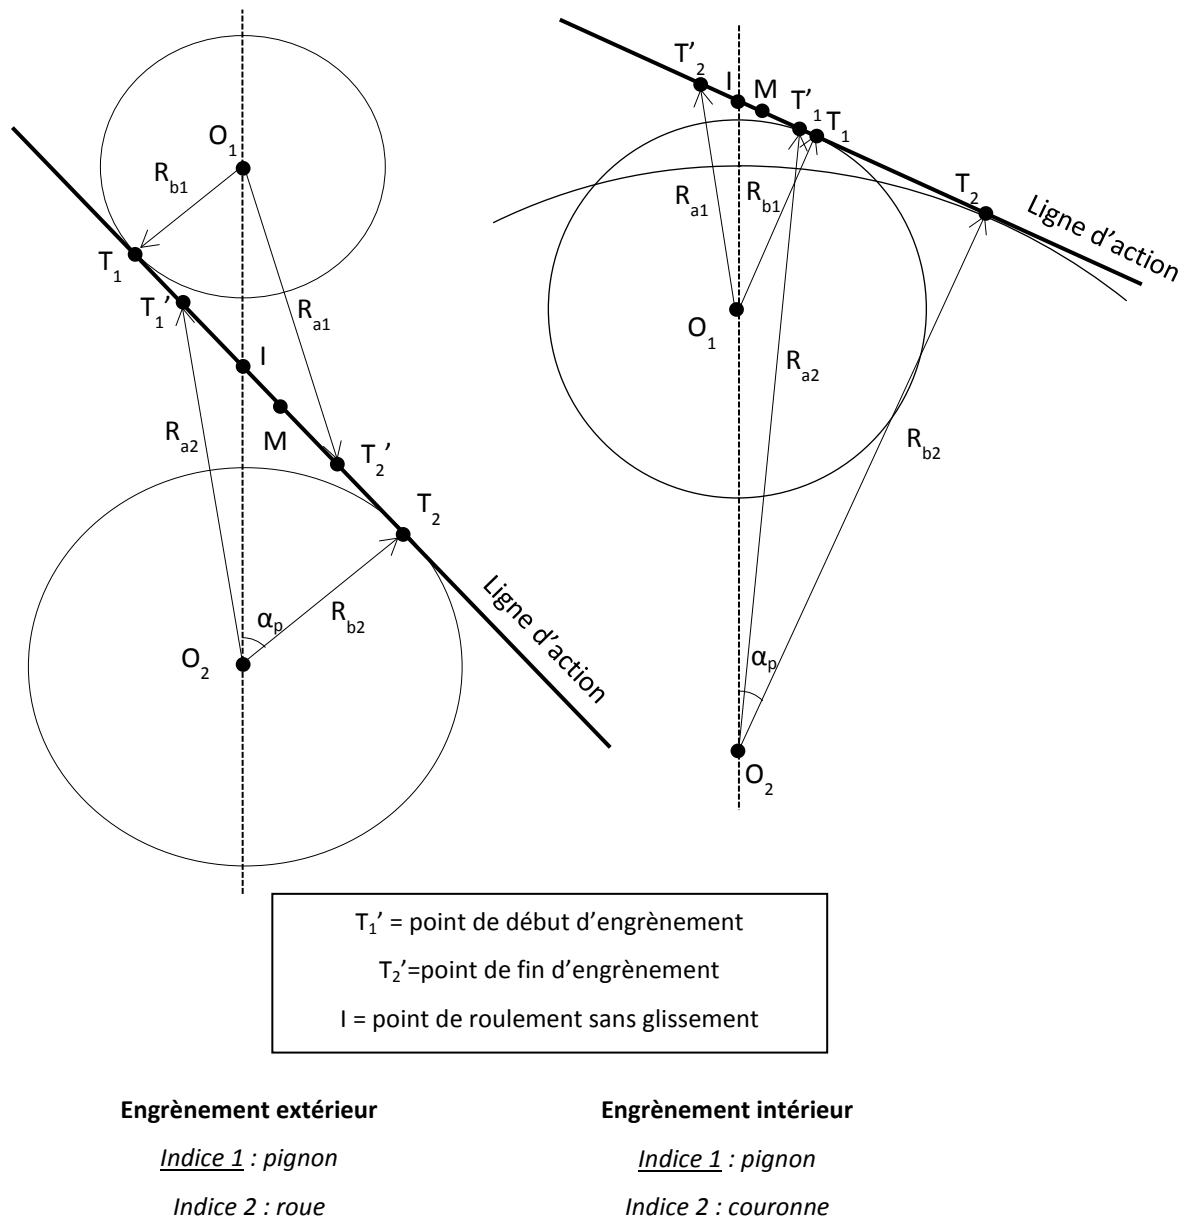 O1
Rb1
T1
T1'
Ra1
I
Ra2
M
T2'
T2
αp
Rb2
O2
Ligne d'action
T'2
I
M
T'1
T1
T2
Ligne d'action
Ra1
Rb1
O1
Ra2
Rb2
αp
O2
T1' = point de début d'engrènement
T2'=point de fin d'engrènement
I = point de roulement sans glissement
Engrènement extérieur
Indice 1 : pignon
Indice 2 : roue
Engrènement intérieur
Indice 1 : pignon
Indice 2 : couronne